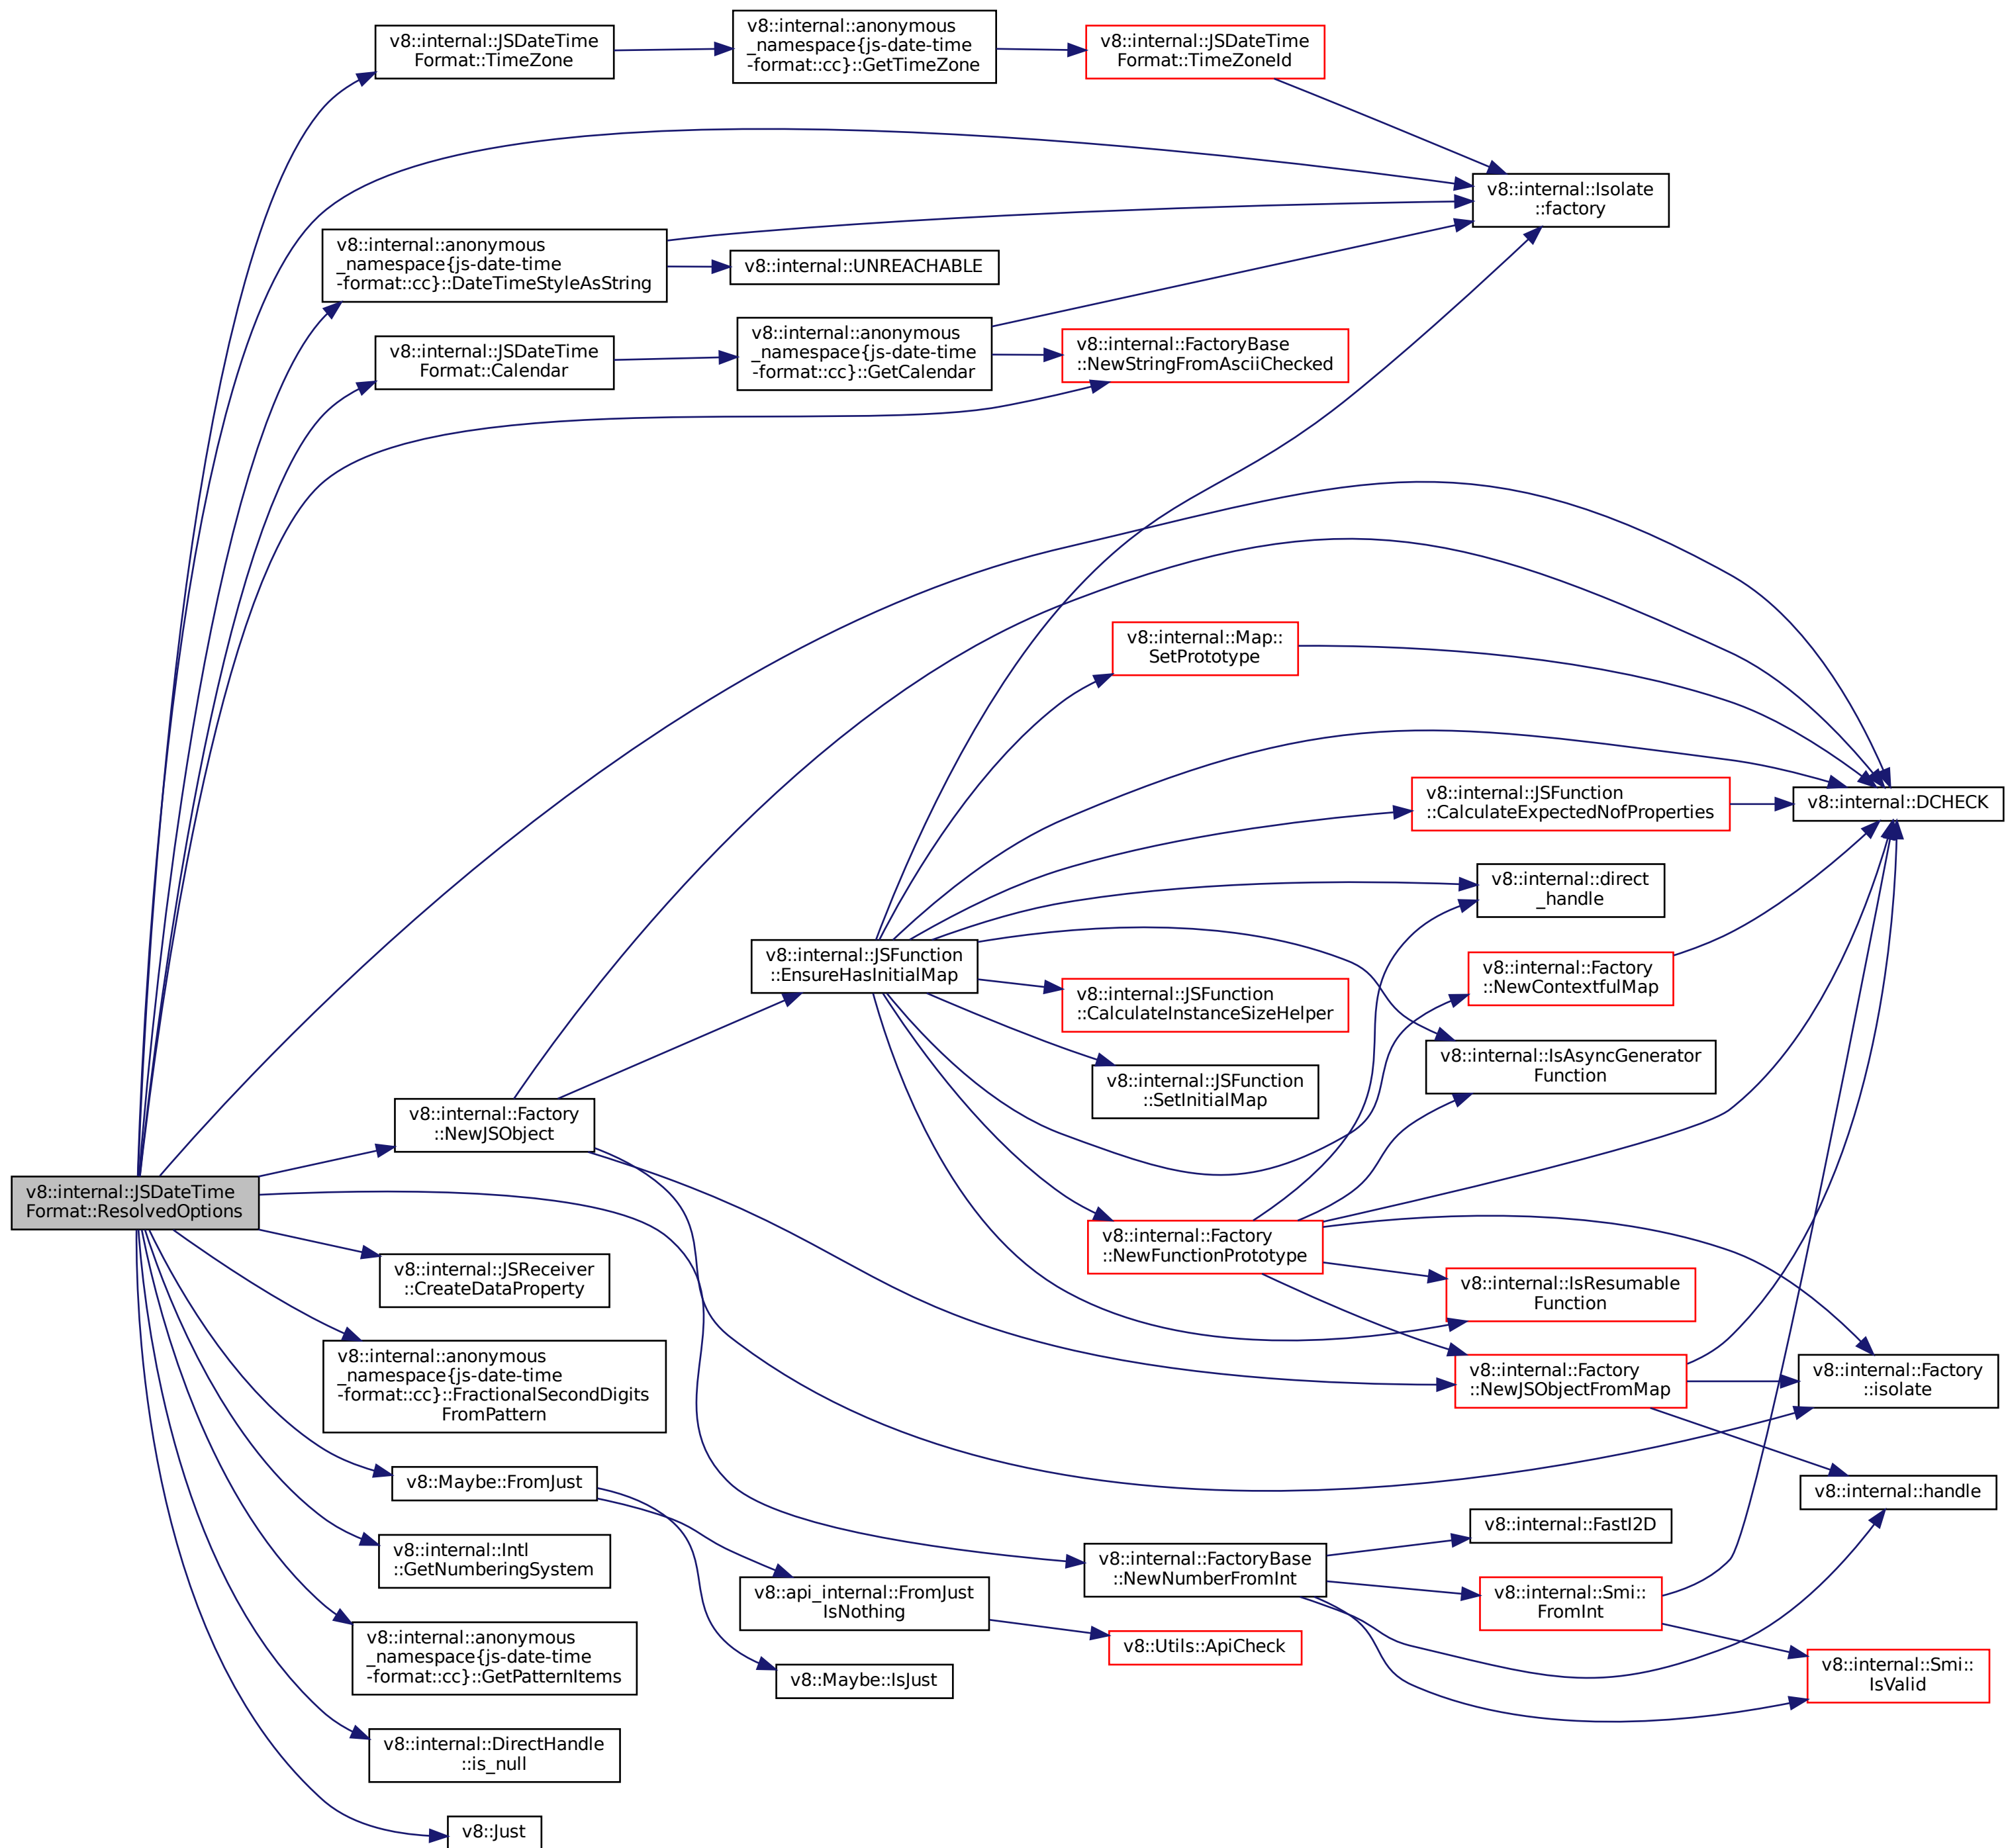 v8::internal::JSDateTime
Format::ResolvedOptions
v8::internal::JSDateTime
Format::TimeZone
v8::internal::anonymous
_namespace{js-date-time
-format::cc}::GetTimeZone
v8::internal::JSDateTime
Format::TimeZoneId
v8::internal::Isolate
::factory
v8::internal::anonymous
_namespace{js-date-time
-format::cc}::DateTimeStyleAsString
v8::internal::UNREACHABLE
v8::internal::JSDateTime
Format::Calendar
v8::internal::anonymous
_namespace{js-date-time
-format::cc}::GetCalendar
v8::internal::FactoryBase
::NewStringFromAsciiChecked
v8::internal::Map::
SetPrototype
v8::internal::JSFunction
::CalculateExpectedNofProperties
v8::internal::DCHECK
v8::internal::direct
_handle
v8::internal::JSFunction
::EnsureHasInitialMap
v8::internal::Factory
::NewContextfulMap
v8::internal::JSFunction
::CalculateInstanceSizeHelper
v8::internal::IsAsyncGenerator
Function
v8::internal::JSFunction
::SetInitialMap
v8::internal::Factory
::NewJSObject
v8::internal::Factory
::NewFunctionPrototype
v8::internal::JSReceiver
::CreateDataProperty
v8::internal::IsResumable
Function
v8::internal::anonymous
_namespace{js-date-time
-format::cc}::FractionalSecondDigits
FromPattern
v8::internal::Factory
::NewJSObjectFromMap
v8::internal::Factory
::isolate
v8::Maybe::FromJust
v8::internal::handle
v8::internal::FastI2D
v8::internal::Intl
::GetNumberingSystem
v8::internal::FactoryBase
::NewNumberFromInt
v8::api_internal::FromJust
IsNothing
v8::internal::Smi::
FromInt
v8::internal::anonymous
_namespace{js-date-time
-format::cc}::GetPatternItems
v8::Utils::ApiCheck
v8::Maybe::IsJust
v8::internal::Smi::
IsValid
v8::internal::DirectHandle
::is_null
v8::Just